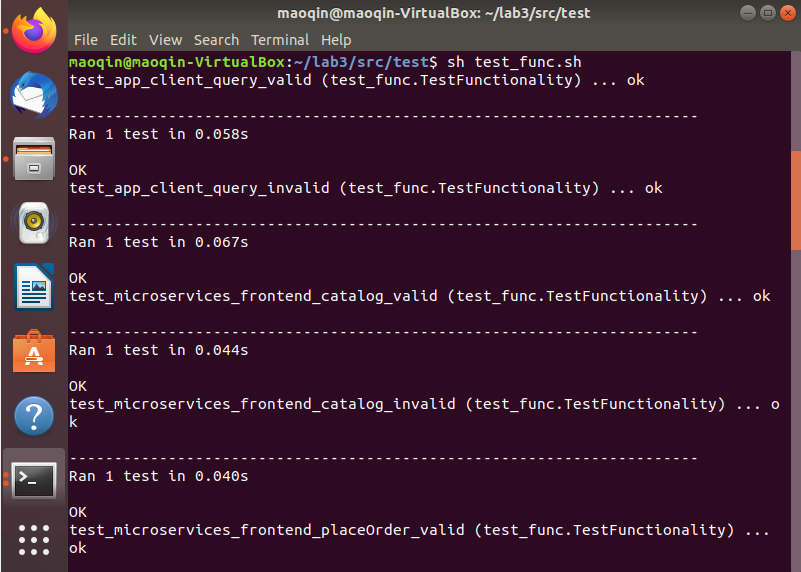 maoqin@maoqin-VirtualBox: ~/lab3/src/test
File Edit View Search Terminal Help
maoqin@maoqin-VirtualBox:~/lab3/src/test$ sh test_func.sh
test_app_client_query_valid (test_func.TestFunctionality) ... ok
----------------------------------------------------------------------
Ran 1 test in 0.058s
OK
test_app_client_query_invalid (test_func.TestFunctionality) ... ok
----------------------------------------------------------------------
Ran 1 test in 0.067s
OK
test_microservices_frontend_catalog_valid (test_func.TestFunctionality) ... ok
----------------------------------------------------------------------
Ran 1 test in 0.044s
OK
test_microservices_frontend_catalog_invalid (test_func.TestFunctionality) ... o
k
----------------------------------------------------------------------
Ran 1 test in 0.040s
OK
test_microservices_frontend_placeOrder_valid (test_func.TestFunctionality) ...
ok